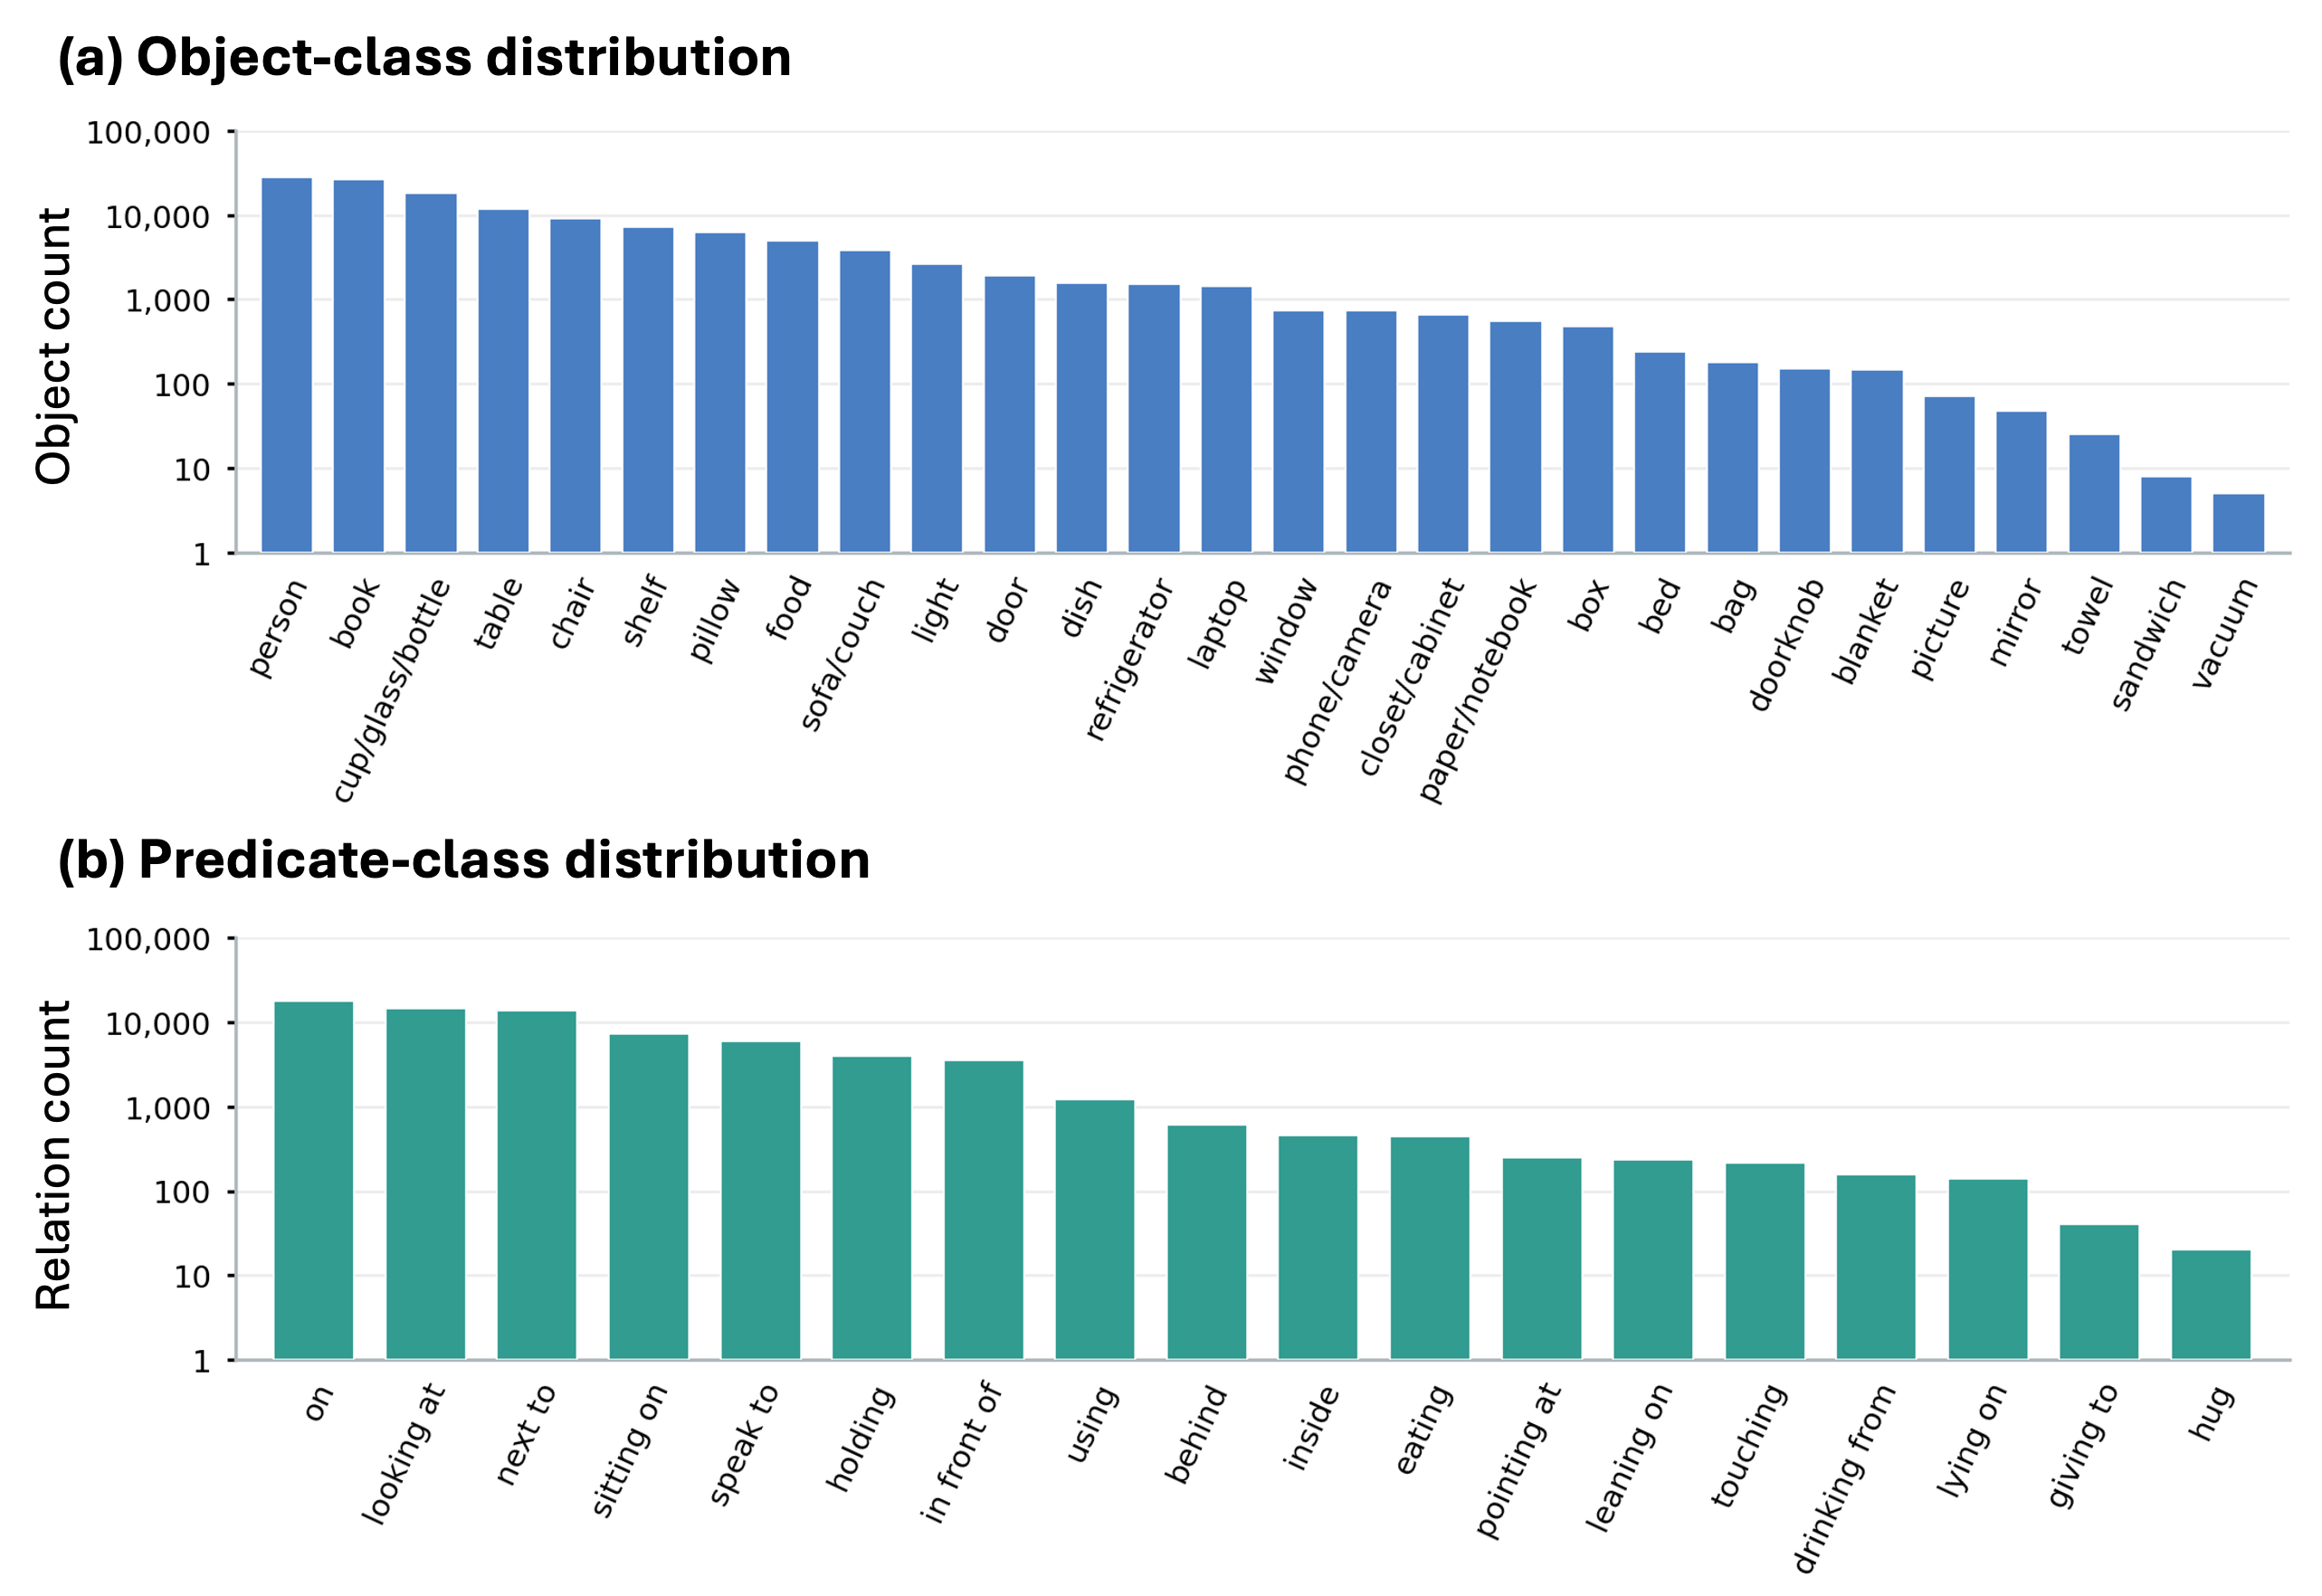 (a) Object-class distribution
Object count
100,000
10,000
1,000
100
10
1
person
book
cup/glass/bottle
table
chair
shelf
pillow
food
sofa/couch
light
door
dish
refrigerator
laptop
window
phone/camera
closet/cabinet
paper/notebook
box
bed
bag
doorknob
blanket
picture
mirror
towel
sandwich
vacuum
(b) Predicate-class distribution
Relation count
100,000
10,000
1,000
100
10
1
on
looking at
next to
sitting on
speak to
holding
in front of
using
behind
inside
eating
pointing at
leaning on
touching
drinking from
lying on
giving to
hug